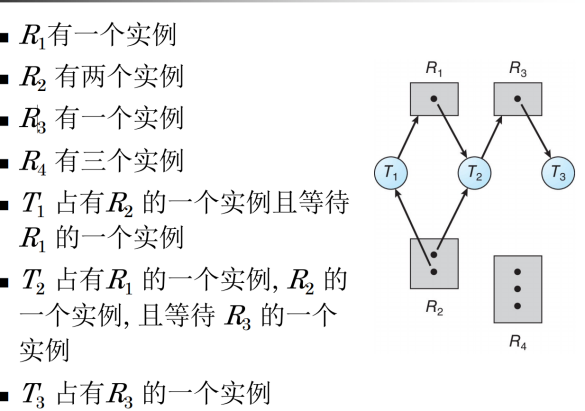 R₁有一个实例
R₂ 有两个实例
R₃ 有一个实例
R₄ 有三个实例
T₁ 占有R₂ 的一个实例且等待
R₁ 的一个实例
T₂ 占有R₁ 的一个实例, R₂ 的
一个实例, 且等待 R₃ 的一个
实例
T₃ 占有R₃ 的一个实例
R₁ R₃
T₁ T₂ T₃
R₂
R₄